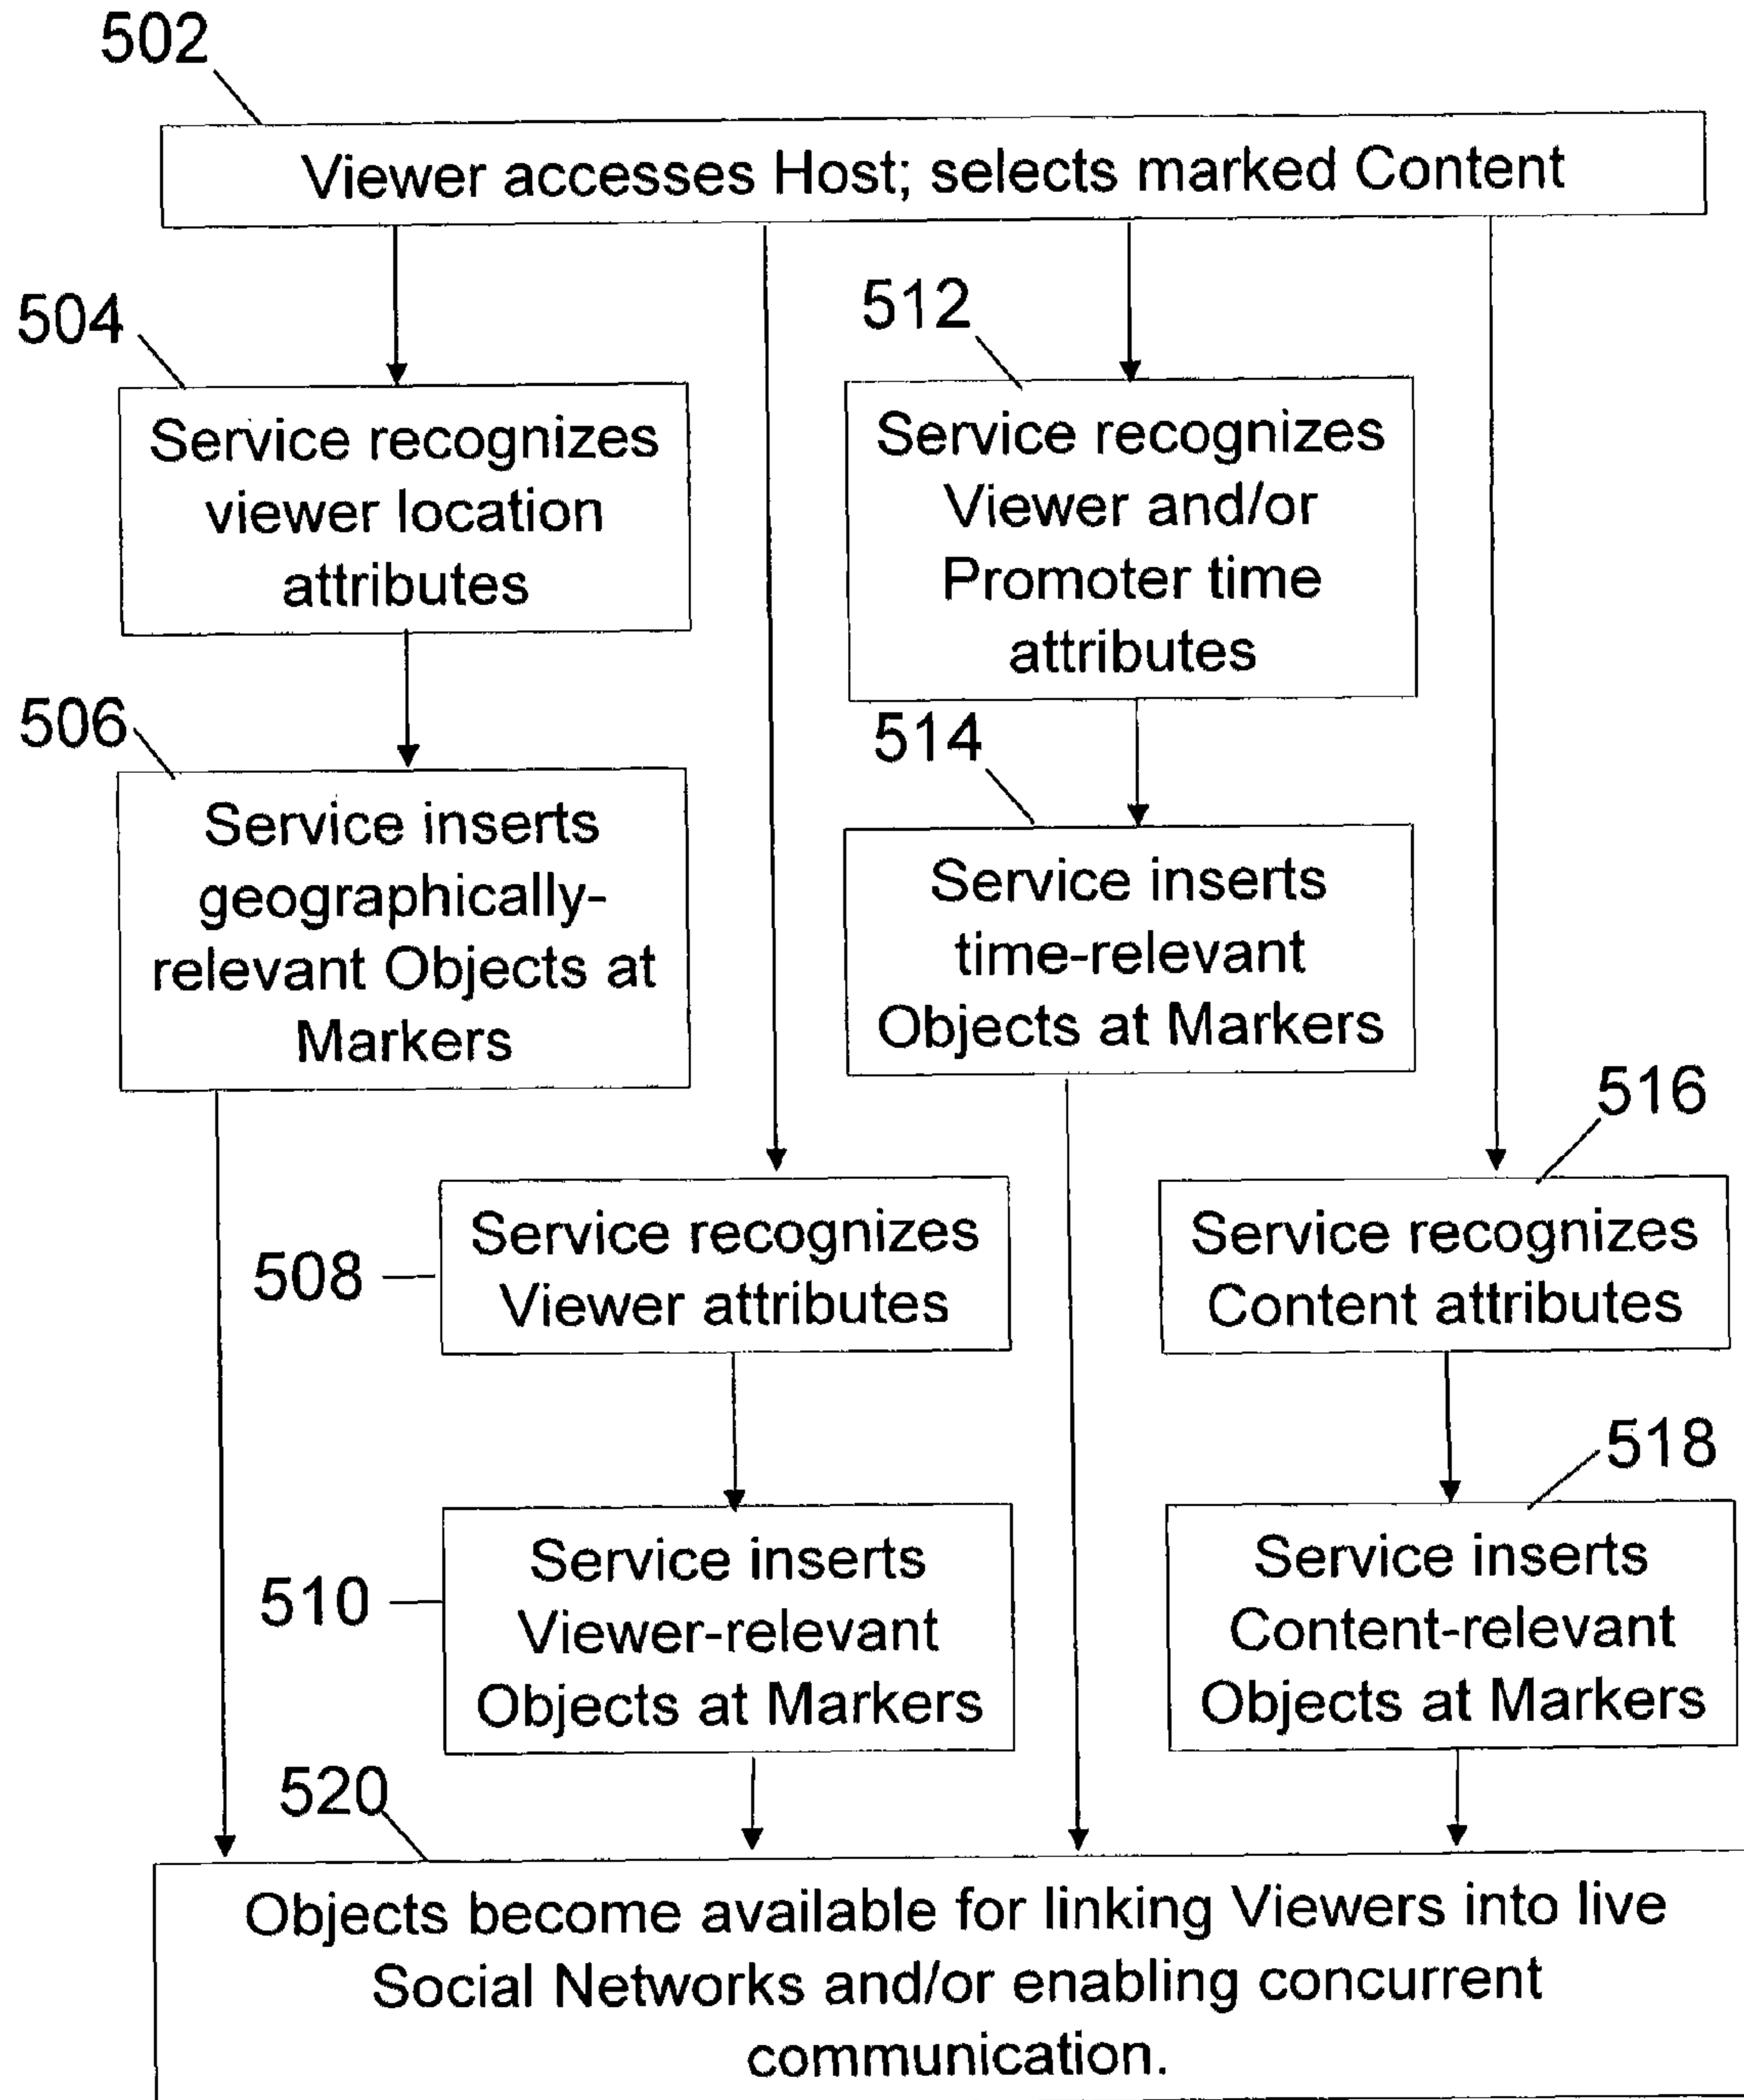 502
Viewer accesses Host; selects marked Content
504
Service recognizes
viewer location
attributes
512
Service recognizes
Viewer and/or
Promoter time
attributes
506
Service inserts
geographically-
relevant Objects at
Markers
514
Service inserts
time-relevant
Objects at Markers
508
Service recognizes
Viewer attributes
516
Service recognizes
Content attributes
510
Service inserts
Viewer-relevant
Objects at Markers
518
Service inserts
Content-relevant
Objects at Markers
520
Objects become available for linking Viewers into live
Social Networks and/or enabling concurrent
communication.